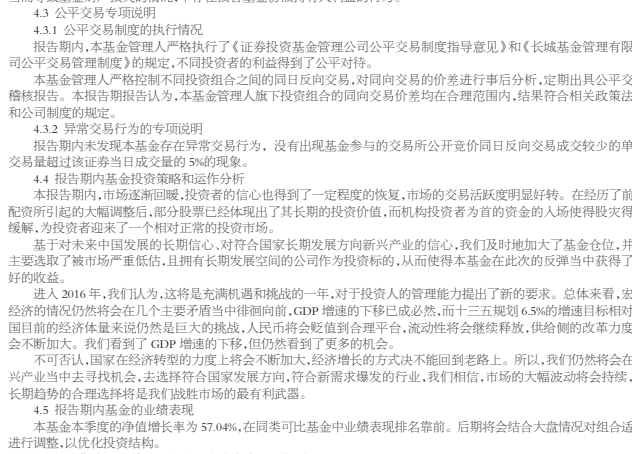 4.3 公平交易专项说明
4.3.1 公平交易制度的执行情况
报告期内,本基金管理人严格执行了《证券投资基金管理公司公平交易制度指导意见》和《长城基金管理有限
司公平交易管理制度》的规定,不同投资者的利益得到了公平对待。
本基金管理人严格控制不同投资组合之间的同日反向交易,对同向交易的价差进行事后分析,定期出具公平交
稽核报告。本报告期报告认为,本基金管理人旗下投资组合的同向交易价差均在合理范围内,结果符合相关政策法
和公司制度的规定。
4.3.2 异常交易行为的专项说明
报告期内未发现本基金存在异常交易行为, 没有出现基金参与的交易所公开竞价同日反向交易成交较少的单
交易量超过该证券当日成交量的 5%的现象。
4.4 报告期内基金投资策略和运作分析
本报告期内,市场逐渐回暖,投资者的信心也得到了一定程度的恢复,市场的交易活跃度明显好转。在经历了前
配资所引起的大幅调整后,部分股票已经体现出了其长期的投资价值,而机构投资者为首的资金的入场使得股灾得
缓解,为投资者迎来了一个相对正常的投资市场。
基于对未来中国发展的长期信心、对符合国家长期发展方向新兴产业的信心,我们及时地加大了基金仓位,并
主要选取了被市场严重低估,且拥有长期发展空间的公司作为投资标的,从而使得本基金在此次的反弹当中获得了
好的收益。
进入 2016 年,我们认为,这将是充满机遇和挑战的一年,对于投资人的管理能力提出了新的要求。总体来看,宏
经济的情况仍然将会在几个主要矛盾当中徘徊向前,GDP 增速的下移已成必然,而十三五规划 6.5%的增速目标相对
国目前的经济体量来说仍然是巨大的挑战,人民币将会贬值到合理平台,流动性将会继续释放,供给侧的改革力度
会不断加大。我们看到了 GDP 增速的下移,但仍然看到了更多的机会。
不可否认,国家在经济转型的力度上将会不断加大,经济增长的方式决不能回到老路上。所以,我们仍然将会在
兴产业当中去寻找机会,去选择符合国家发展方向,符合新需求爆发的行业,我们相信,市场的大幅波动将会持续,
长期趋势的合理选择将是我们战胜市场的最有利武器。
4.5 报告期内基金的业绩表现
本基金本季度的净值增长率为 57.04%,在同类可比基金中业绩表现排名靠前。后期将会结合大盘情况对组合适
进行调整,以优化投资结构。